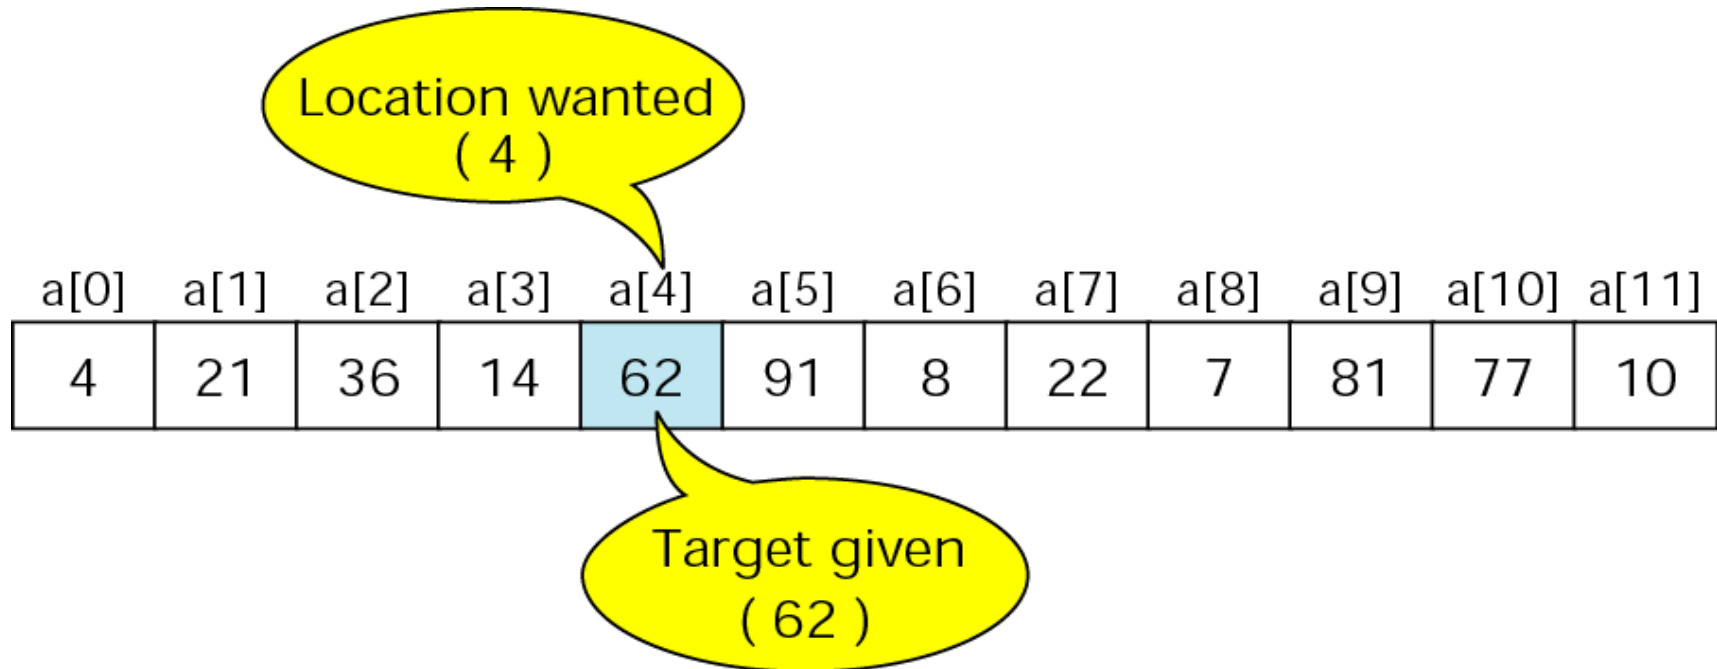 Location wanted
( 4 )
a[0] a[1] a[2] a[3] a[4] a[5] a[6] a[7] a[8] a[9] a[10] a[11]
4 21 36 14 62 91 8 22 7 81 77 10
Target given
( 62 )